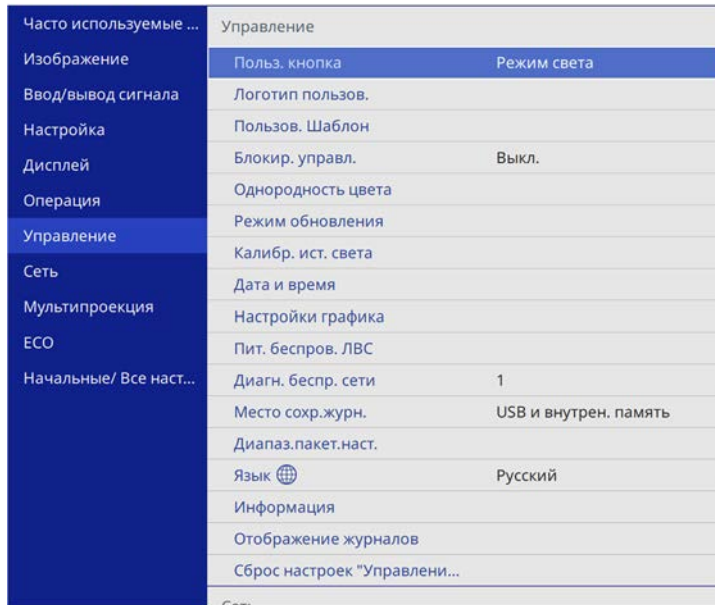 Часто используемые ...
Изображение
Ввод/вывод сигнала
Настройка
Дисплей
Операция
Управление
Сеть
Мультипроекция
ECO
Начальные/ Все наст...
Управление
Польз. кнопка Режим света
Логотип пользов.
Пользов. Шаблон
Блокир. управл. Выкл.
Однородность цвета
Режим обновления
Калибр. ист. света
Дата и время
Настройки графика
Пит. беспров. ЛВС
Диагн. беспр. сети 1
Место сохр.журн. USB и внутрен. память
Диапаз.пакет.наст.
Язык Русский
Информация
Отображение журналов
Сброс настроек "Управлени...
Сеть